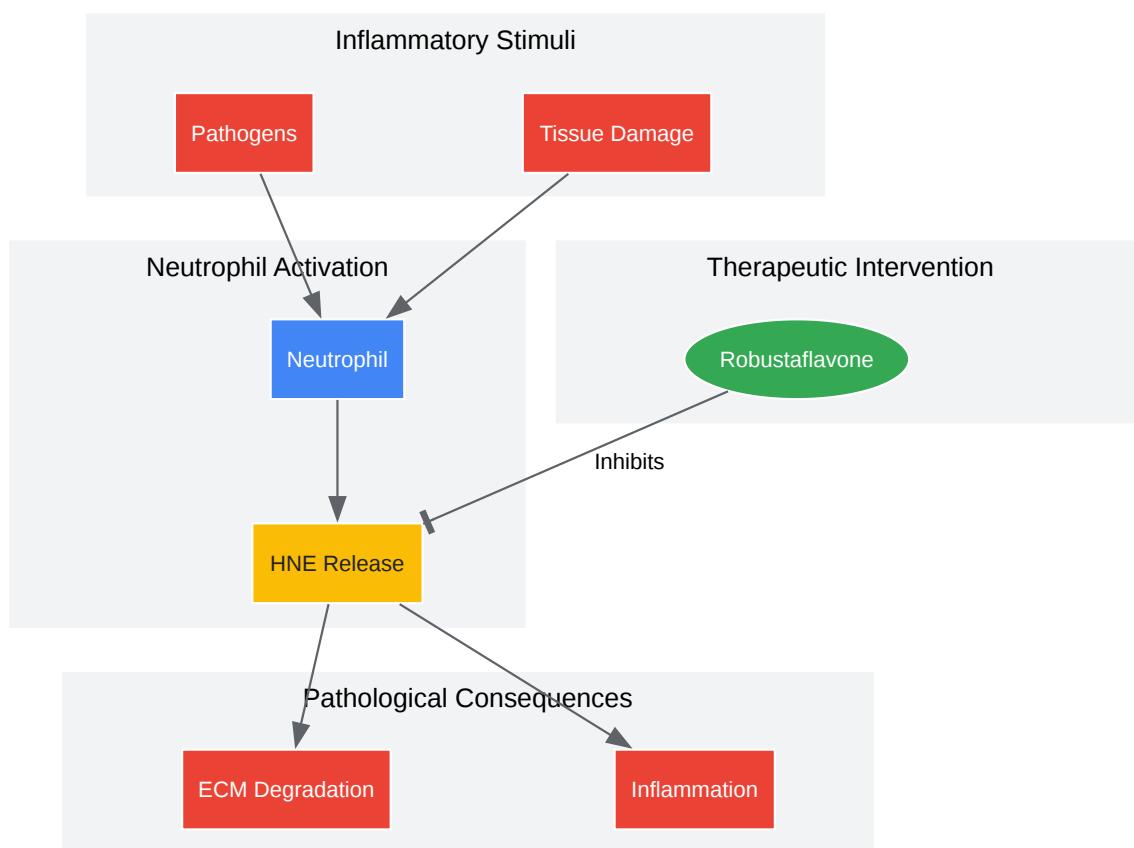 Inflammatory Stimuli
Pathogens
Tissue Damage
Neutrophil Activation
Therapeutic Intervention
Neutrophil
Robustaflavone
Inhibits
HNE Release
Pathological Consequences
ECM Degradation
Inflammation